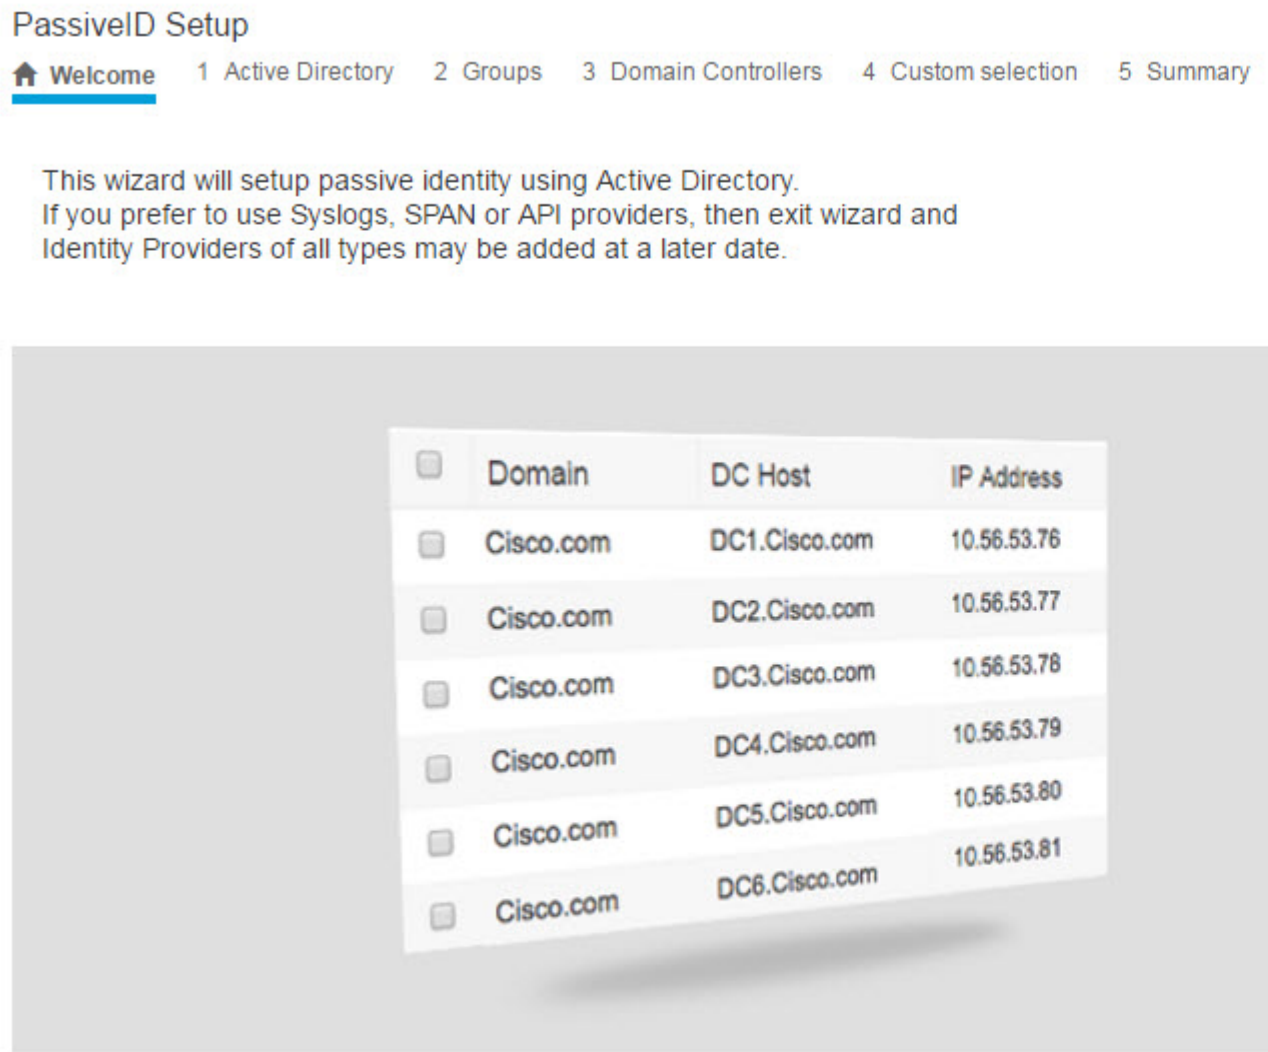 PassiveID Setup
Welcome 1 Active Directory 2 Groups 3 Domain Controllers 4 Custom selection 5 Summary
This wizard will setup passive identity using Active Directory.
If you prefer to use Syslogs, SPAN or API providers, then exit wizard and
Identity Providers of all types may be added at a later date.
Domain DC Host IP Address
Cisco.com DC1.Cisco.com 10.56.53.76
Cisco.com DC2.Cisco.com 10.56.53.77
Cisco.com DC3.Cisco.com 10.56.53.78
Cisco.com DC4.Cisco.com 10.56.53.79
Cisco.com DC5.Cisco.com 10.56.53.80
Cisco.com DC6.Cisco.com 10.56.53.81